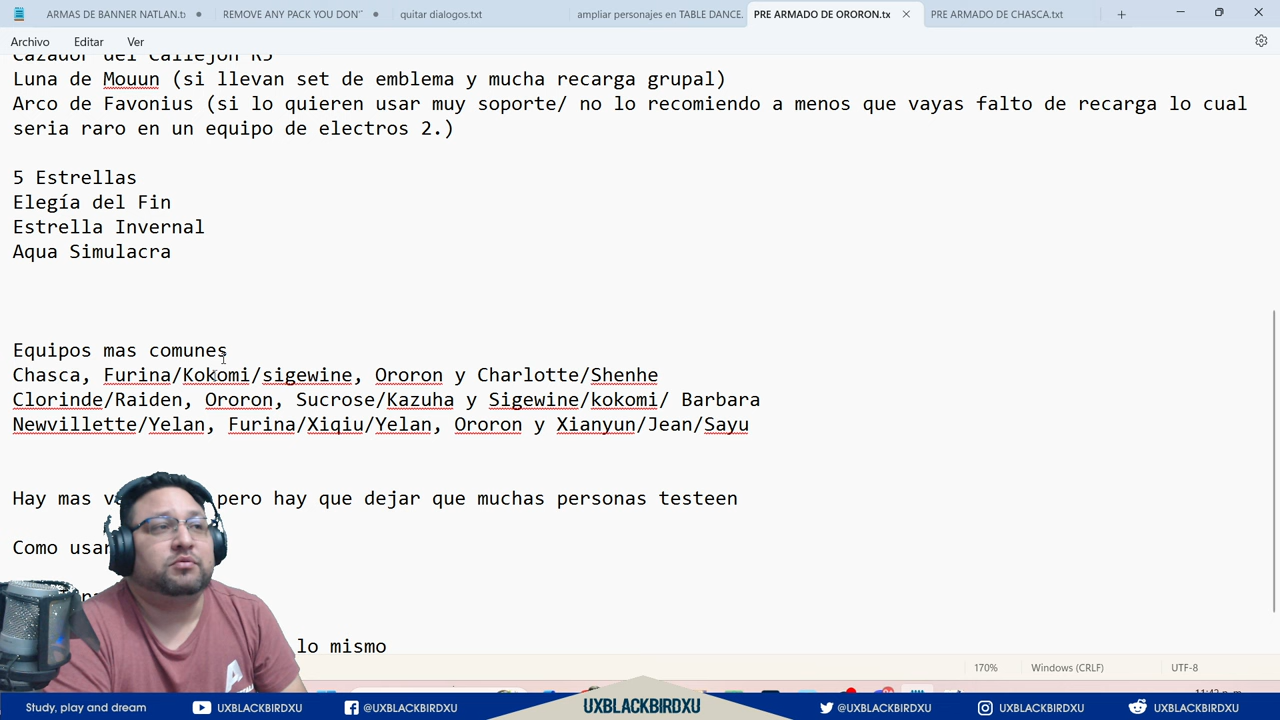 ARMAS DE BANNER NATLAN.tx
REMOVE ANY PACK YOU DON'T
quitar dialogos.txt
ampliar personajes en TABLE DANCE.
PRE ARMADO DE ORORON.tx
PRE ARMADO DE CHASCA.txt
Archivo Editar Ver
Cazador del Callejon R5
Luna de Mouun (si llevan set de emblema y mucha recarga grupal)
Arco de Favonius (si lo quieren usar muy soporte/ no lo recomiendo a menos que vayas falto de recarga lo cual
seria raro en un equipo de electros 2.)
5 Estrellas
Elegía del Fin
Estrella Invernal
Aqua Simulacra
Equipos mas comunes
Chasca, Furina/Kokomi/sigewine, Ororon y Charlotte/Shenhe
Clorinde/Raiden, Ororon, Sucrose/Kazuha y Sigewine/kokomi/ Barbara
Newvillette/Yelan, Furina/Xiqiu/Yelan, Ororon y Xianyun/Jean/Sayu
Hay mas pero hay que dejar que muchas personas testeen
Como usar
lo mismo
170% Windows (CRLF) UTF-8
Study, play and dream UXBLACKBIRDXU @UXBLACKBIRDXU UXBLACKBIRDXU @UXBLACKBIRDXU UXBLACKBIRDXU UXBLACKBIRDXU